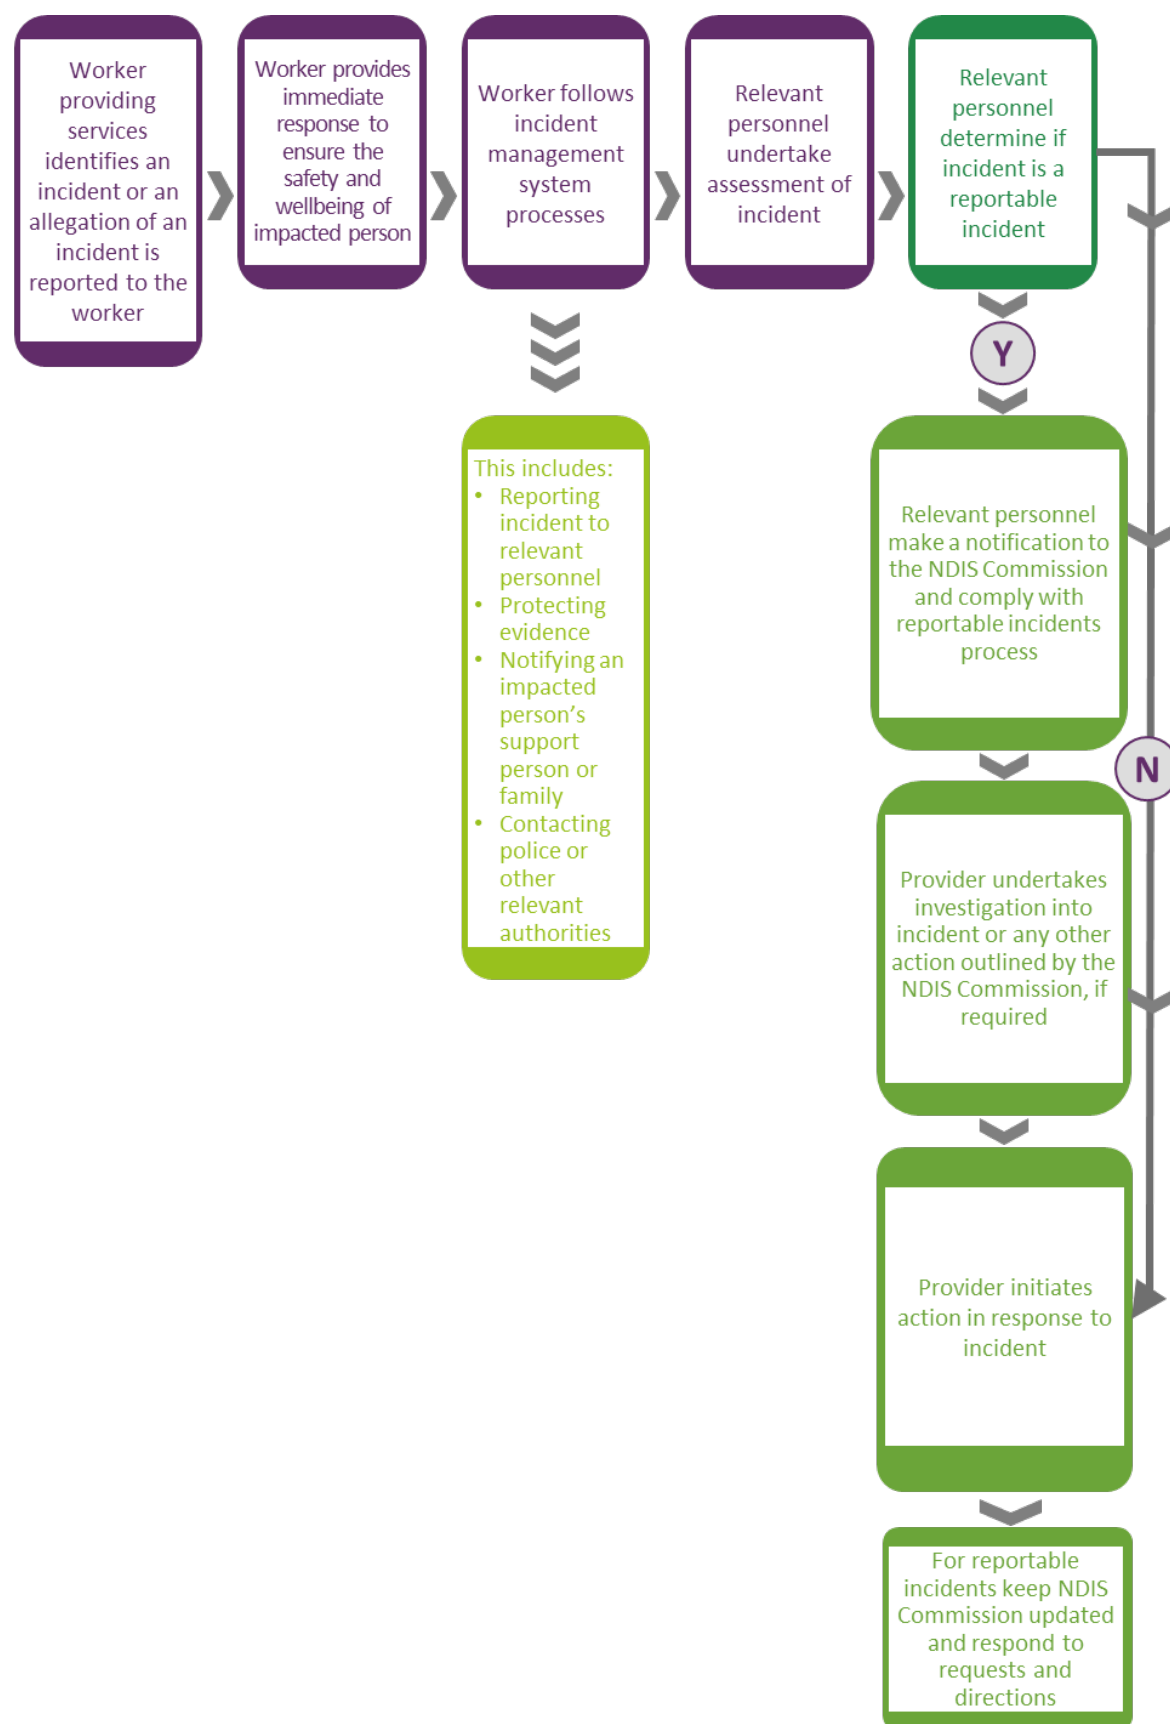 Worker
providing
services
identifies an
incident or an
allegation of an
incident is
reported to the
worker
Worker provides
immediate
response to
ensure the
safety and
wellbeing of
impacted person
Worker follows
incident
management
system
processes
Relevant
personnel
undertake
assessment of
incident
Relevant
personnel
determine if
incident is a
reportable
incident
Y
This includes:
• Reporting
incident to
relevant
personnel
• Protecting
evidence
• Notifying an
impacted
person's
support
person or
family
• Contacting
police or
other
relevant
authorities
Relevant personnel
make a notification to
the NDIS Commission
and comply with
reportable incidents
process
N
Provider undertakes
investigation into
incident or any other
action outlined by the
NDIS Commission, if
required
Provider initiates
action in response to
incident
For reportable
incidents keep NDIS
Commission updated
and respond to
requests and
directions